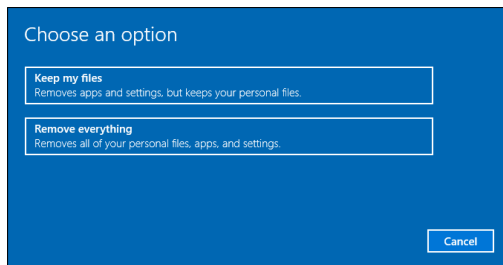 Choose an option
Keep my files
Removes apps and settings, but keeps your personal files.
Remove everything
Removes all of your personal files, apps, and settings.
Cancel